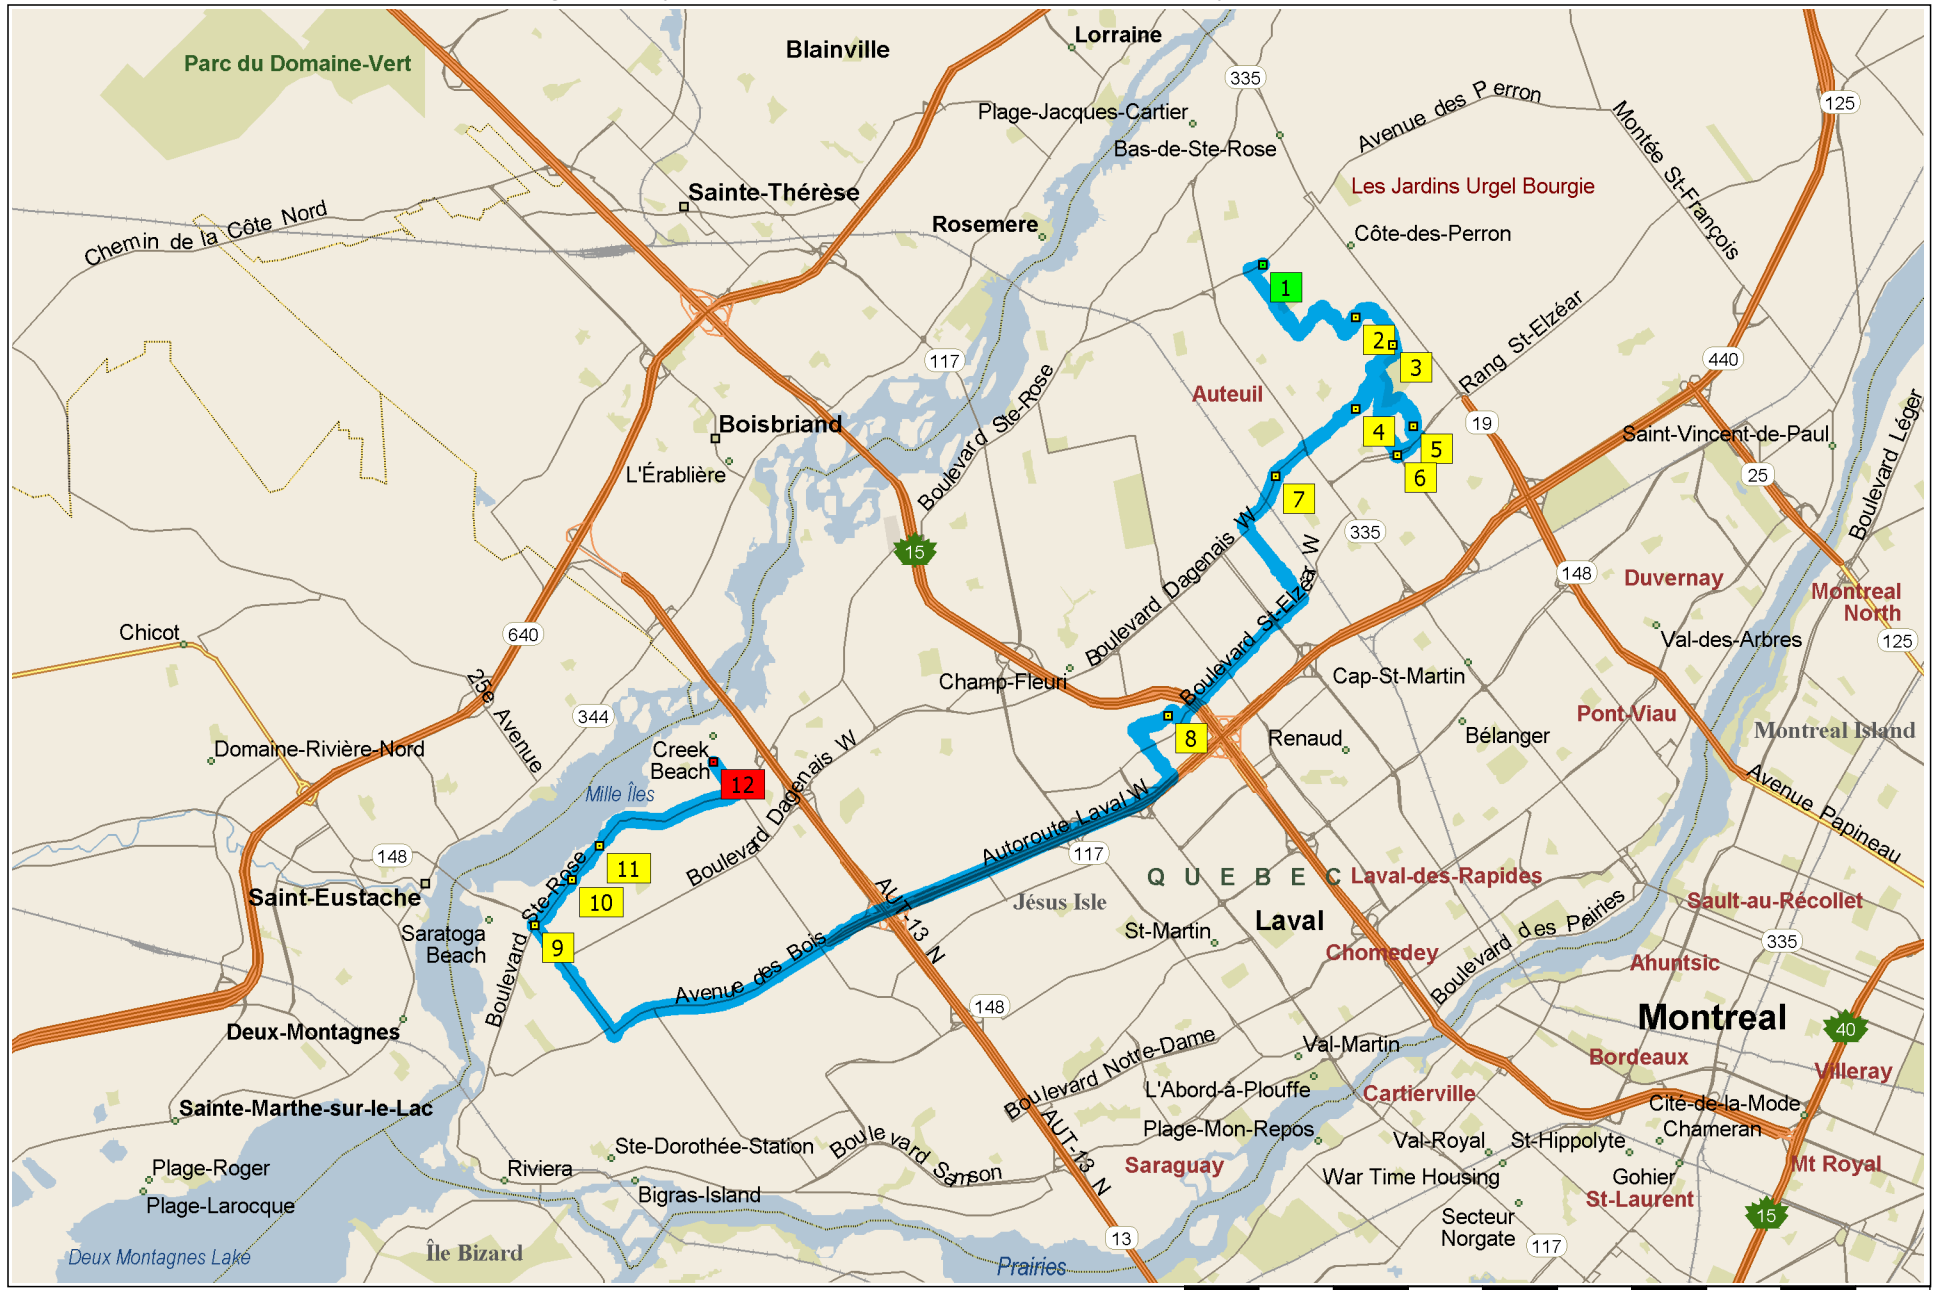 Lorraine
Blainville
Parc du Domaine-Vert
335
125
Avenue des Perron
Plage-Jacques-Cartier
Bas-de-Ste-Rose
Montée St-François
Les Jardins Urgel Bourgie
Sainte-Thérèse
Chemin de la Côte Nord
Rosemere
Côte-des-Perron
1
2
3
Rang St-Elzéar
440
117
Auteuil
Boulevard Ste-Rose
Boisbriand
L'Érablière
4
5
6
7
19
Saint-Vincent-de-Paul
25
Boulevard Léger
335
15
Boulevard Dagenais W
148
Duvernay
Montreal
North
Boulevard St-Elzéar W
Chicot
640
Val-des-Arbres
125
Champ-Fleuri
Cap-St-Martin
25e Avenue
344
Pont-Viau
Montreal Island
Domaine-Rivière-Nord
Creek
Beach
8
Renaud
Bélanger
12
Mille Îles
Boulevard Dagenais W
Autoroute Laval W
Avenue Papineau
117
148
11
10
9
Boulevard Ste-Rose
Q U E B E C
Laval-des-Rapides
Saint-Eustache
Jésus Isle
Laval
Sault-au-Récollet
Saratoga
Beach
AUT-13 N
St-Martin
Chomedey
Boulevard des Prairies
335
Ahuntsic
Avenue des Bois
148
Montreal
40
Deux-Montagnes
Val-Martin
Bordeaux
Villeray
Boulevard Notre-Dame
L'Abord-à-Plouffe
Cartierville
Sainte-Marthe-sur-le-Lac
Cité-de-la-Mode
Chameran
Plage-Mon-Repos
AUT-13 N
Ste-Dorothée-Station
Boulevard Samson
Val-Royal
St-Hippolyte
Saraguay
Mt Royal
Plage-Roger
Riviera
War Time Housing
Gohier
St-Laurent
Plage-Larocque
Bigras-Island
Secteur
Norgate
15
13
117
Deux Montagnes Lake
Île Bizard
Prairies